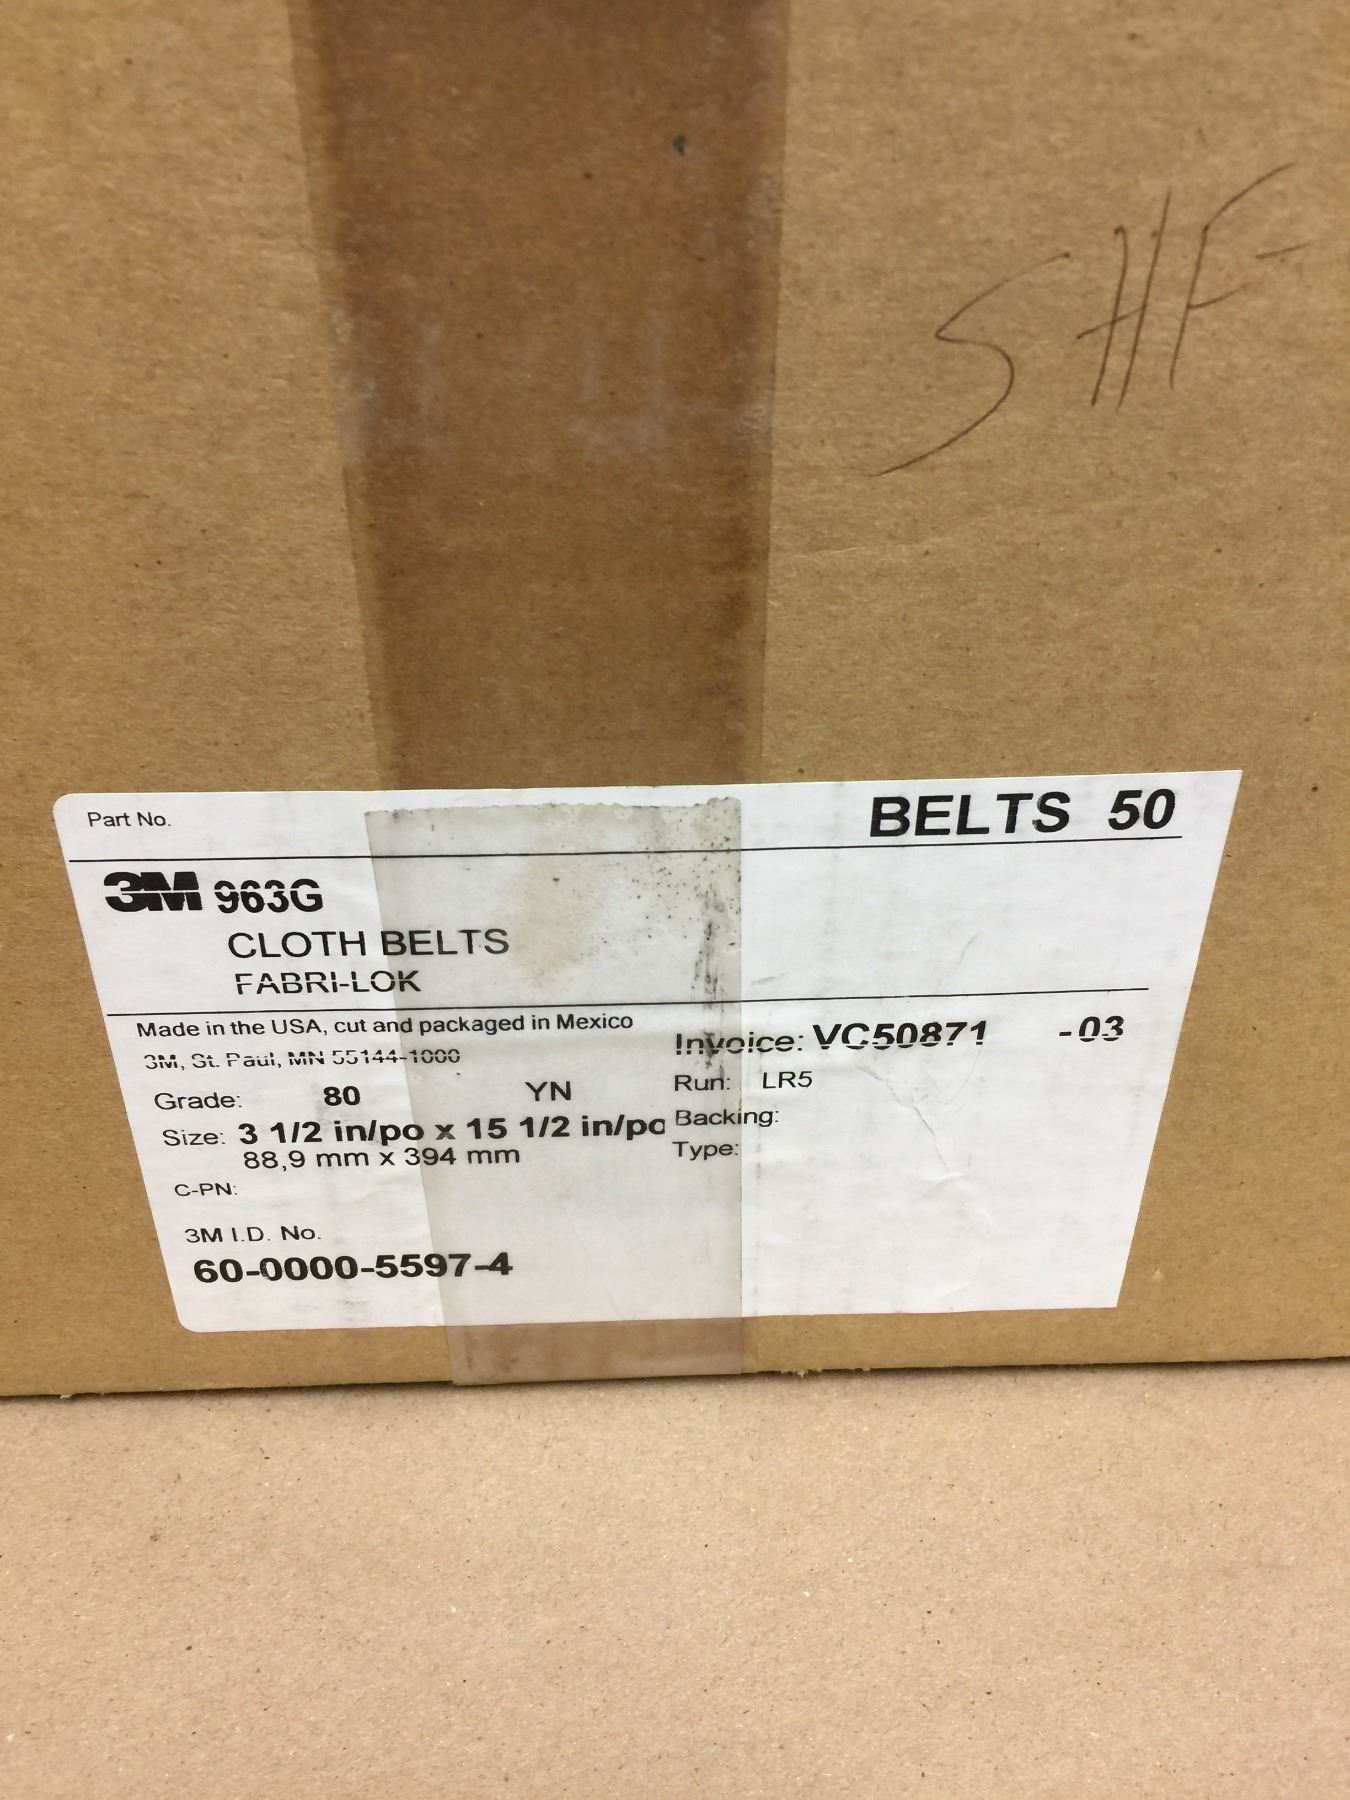 SHF
Part No.
BELTS 50
3M 963G
CLOTH BELTS
FABRI-LOK
Made in the USA, cut and packaged in Mexico
3M, St. Paul, MN 55144-1000
Invoice: VC50871 -03
Grade: 80 YN
Run: LR5
Size: 3 1/2 in/po x 15 1/2 in/po
Backing:
88,9 mm x 394 mm
Type:
C-PN:
3M I.D. No.
60-0000-5597-4